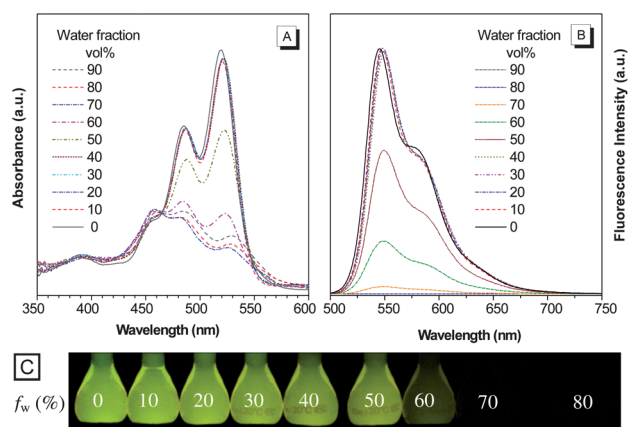 A
Water fraction
vol%
90
80
70
60
50
40
30
20
10
0
Absorbance (a.u.)
350 400 450 500 550 600
Wavelength (nm)
B
Water fraction
vol%
90
80
70
60
50
40
30
20
10
0
Fluorescence Intensity (a.u.)
500 550 600 650 700 750
Wavelength (nm)
C
fw (%)
0 10 20 30 40 50 60 70 80